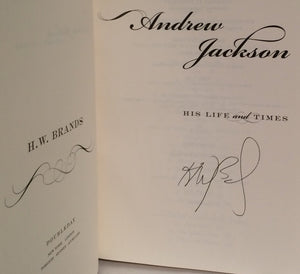 H.W. BRANDS
DOUBLEDAY
Andrew
Jackson
HIS LIFE and TIMES